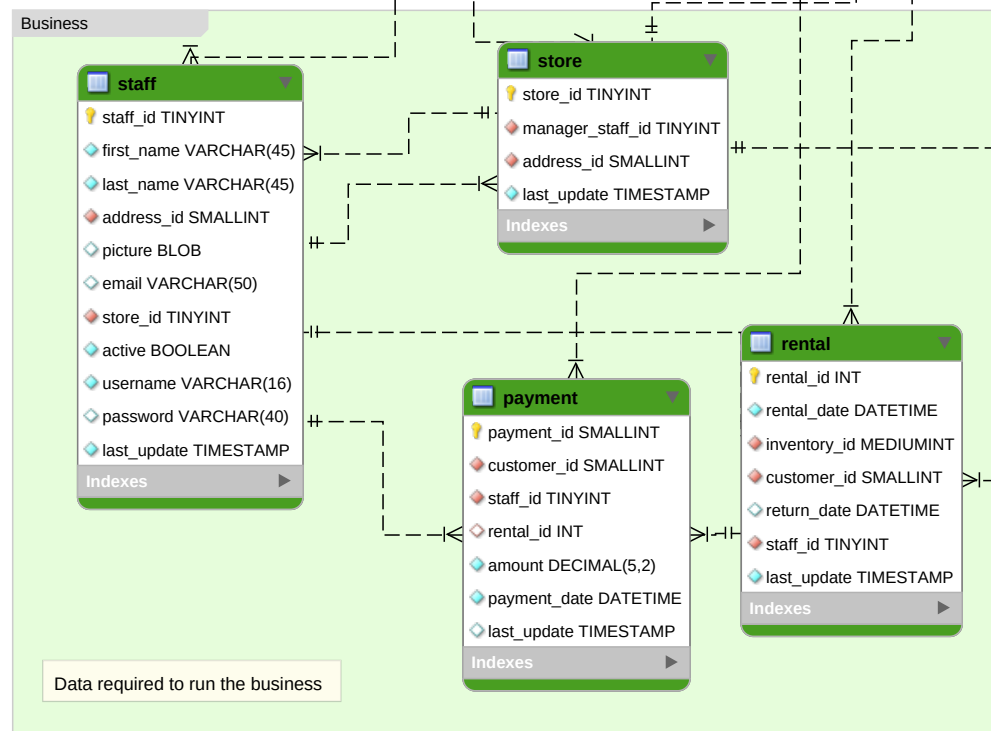 Business
staff
staff_id TINYINT
first_name VARCHAR(45)
last_name VARCHAR(45)
address_id SMALLINT
picture BLOB
email VARCHAR(50)
store_id TINYINT
active BOOLEAN
username VARCHAR(16)
password VARCHAR(40)
last_update TIMESTAMP
Indexes
store
store_id TINYINT
manager_staff_id TINYINT
address_id SMALLINT
last_update TIMESTAMP
Indexes
payment
payment_id SMALLINT
customer_id SMALLINT
staff_id TINYINT
rental_id INT
amount DECIMAL(5,2)
payment_date DATETIME
last_update TIMESTAMP
Indexes
rental
rental_id INT
rental_date DATETIME
inventory_id MEDIUMINT
customer_id SMALLINT
return_date DATETIME
staff_id TINYINT
last_update TIMESTAMP
Indexes
Data required to run the business